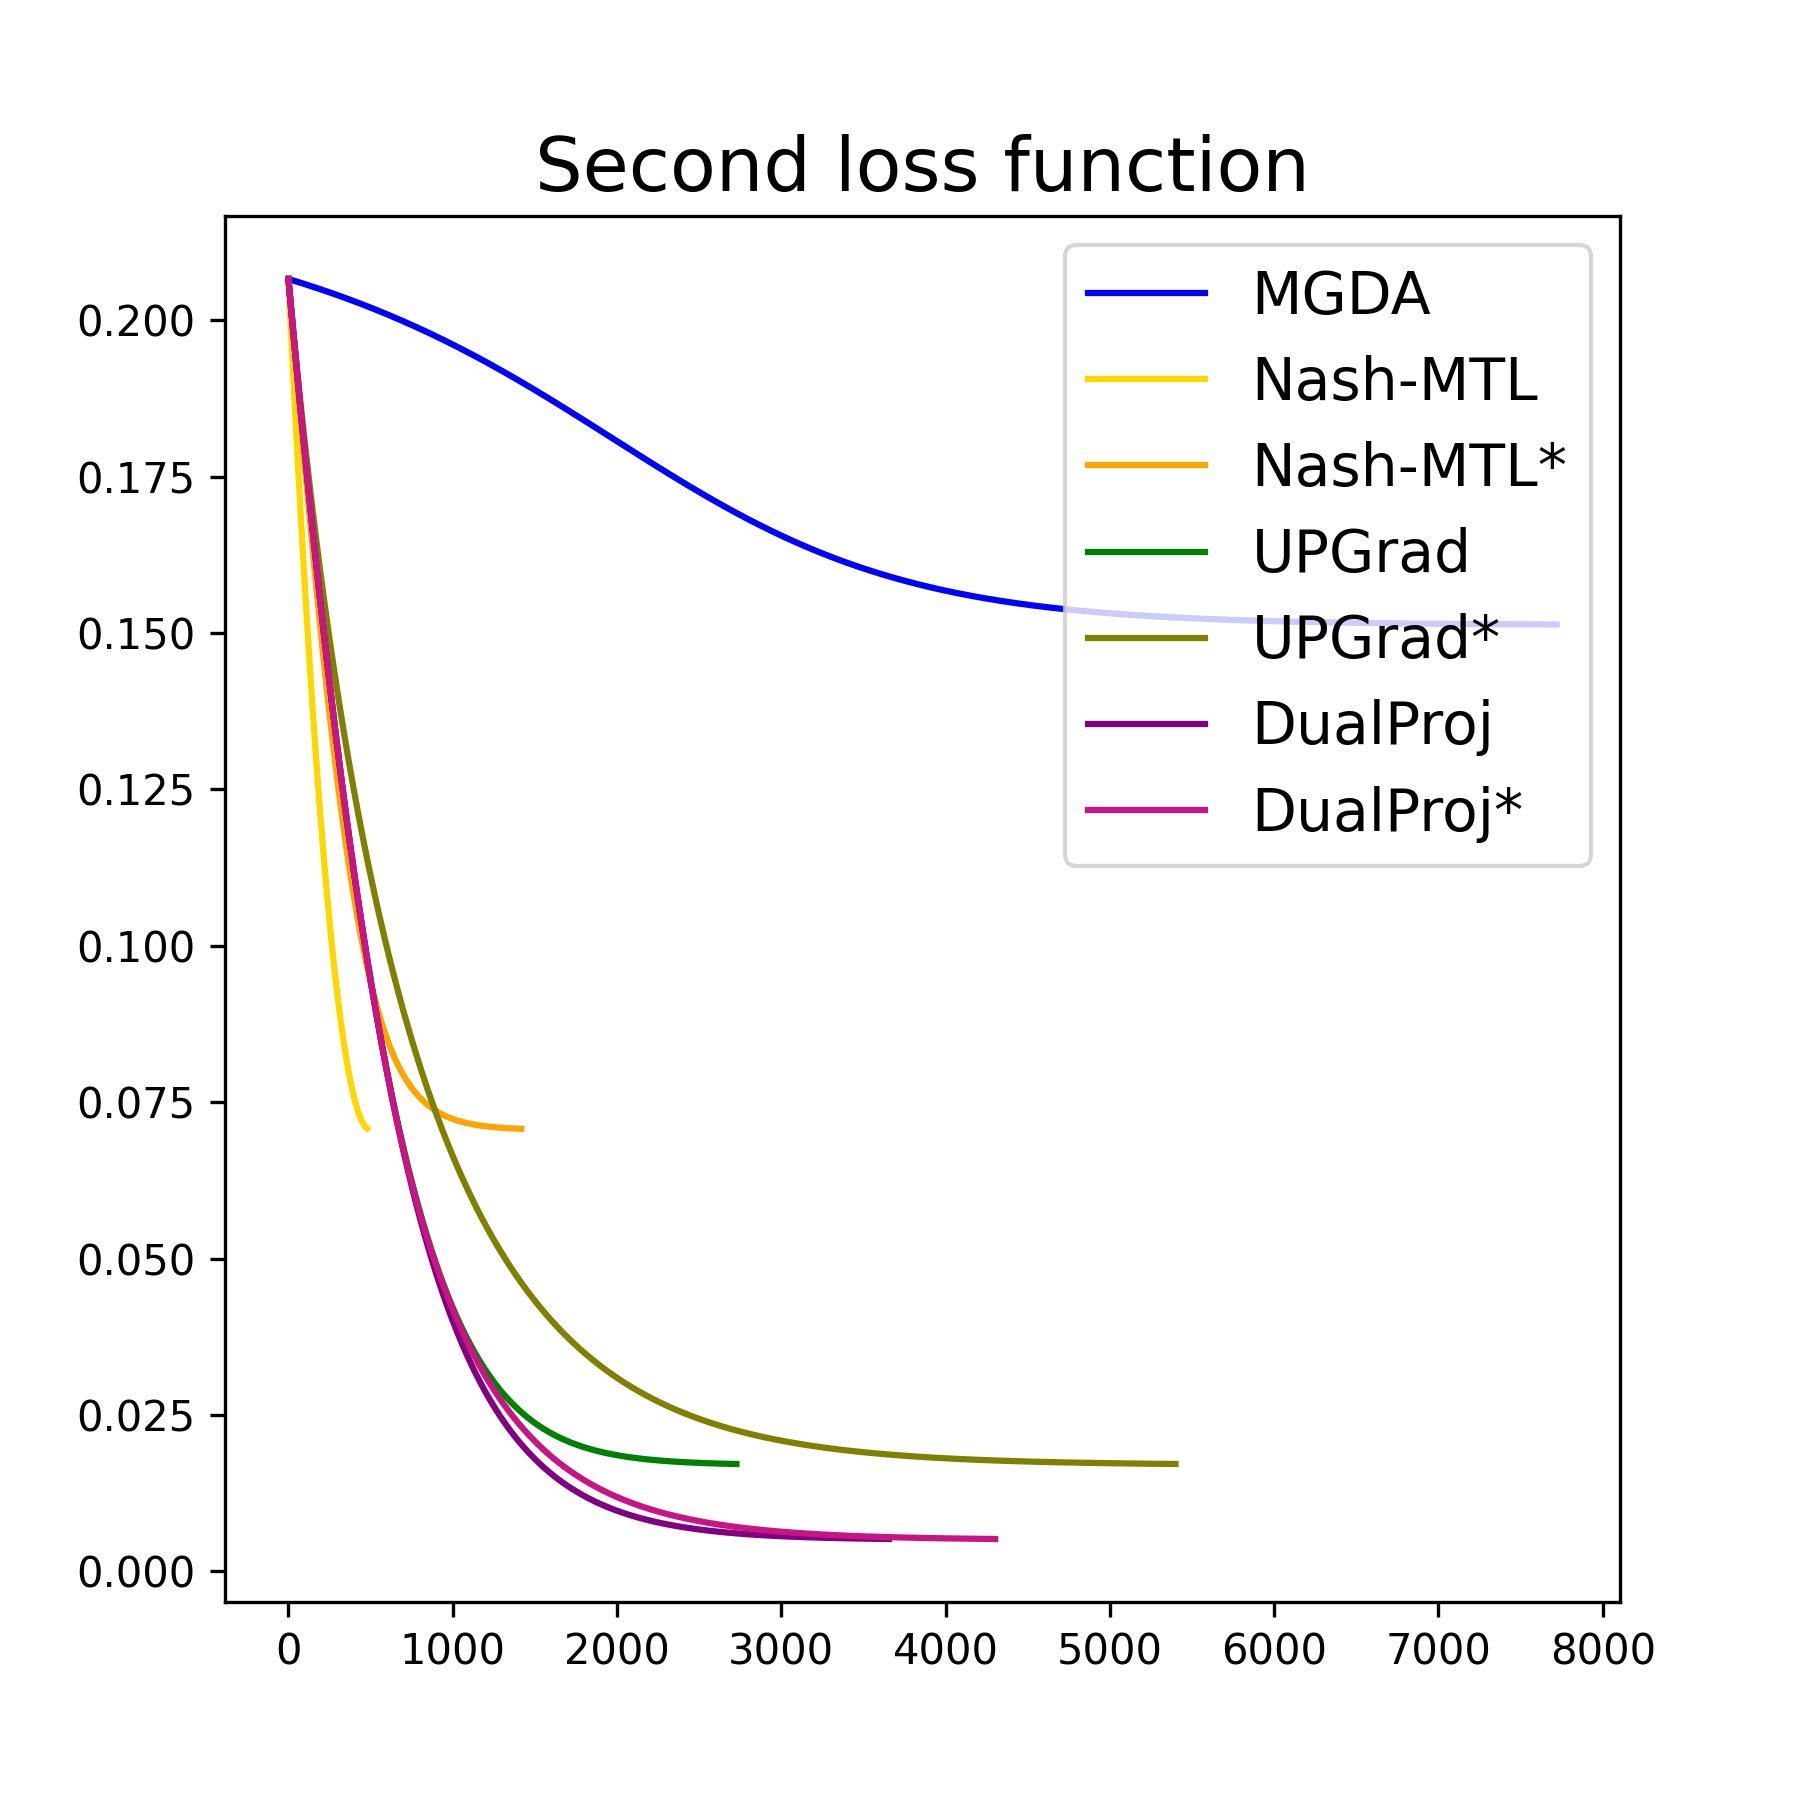 Second loss function
MGDA
Nash-MTL
Nash-MTL*
UPGrad
UPGrad*
DualProj
DualProj*
0.200
0.175
0.150
0.125
0.100
0.075
0.050
0.025
0.000
0 1000 2000 3000 4000 5000 6000 7000 8000